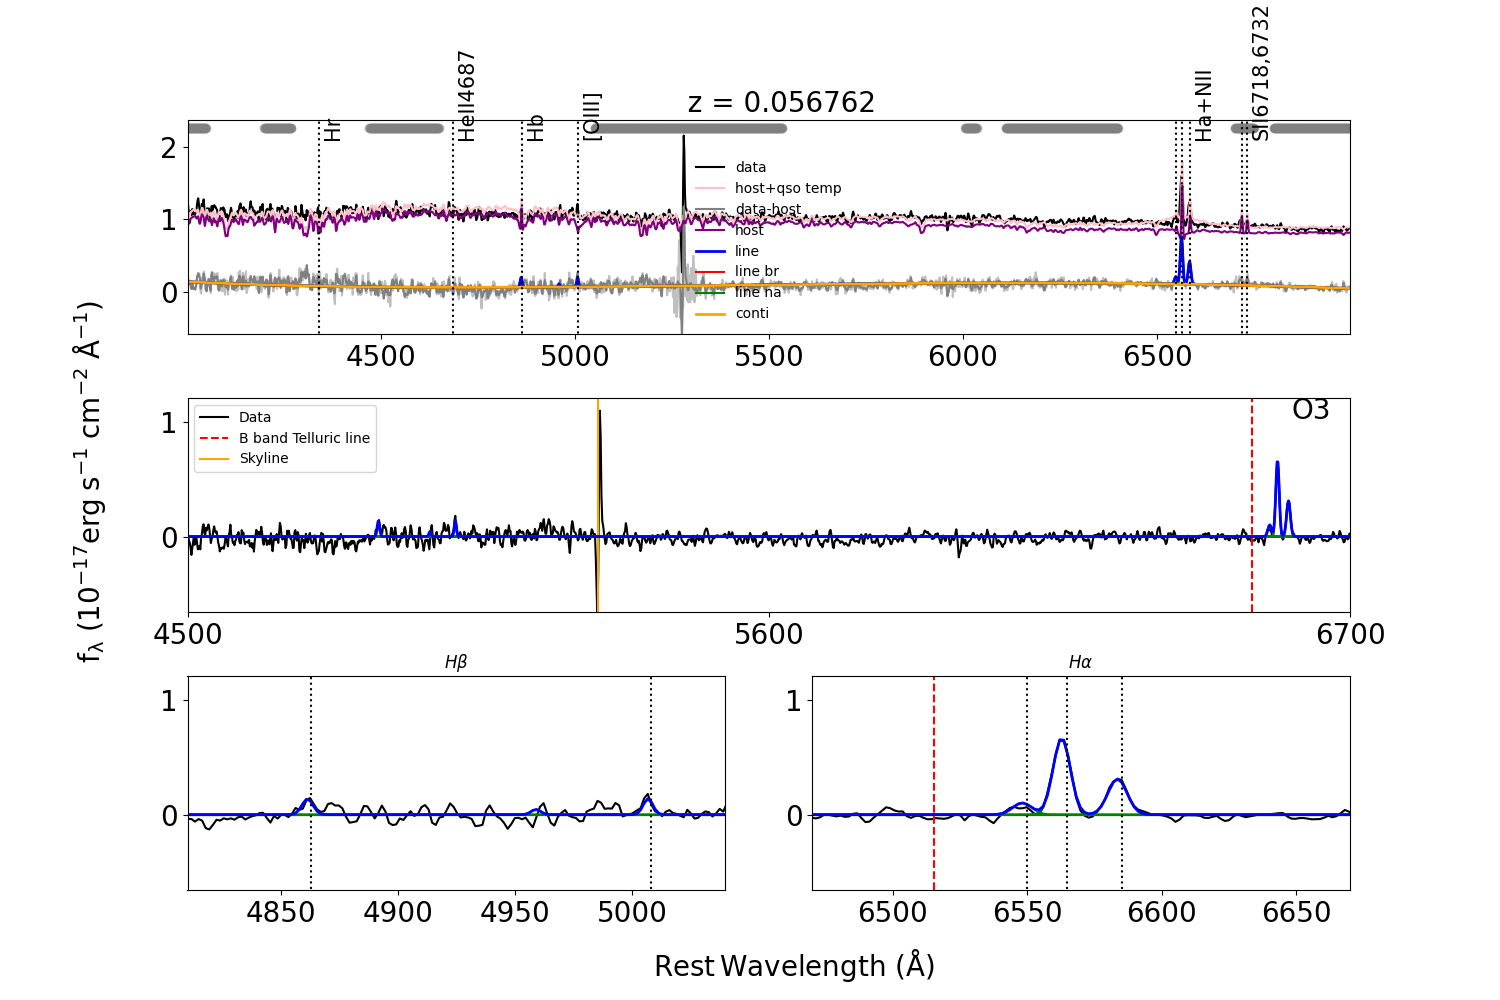 z = 0.056762
Hr
HeII4687
Hb
[OIII]
Ha+NII
SII6718,6732
2
1
0
data
host+qso temp
data-host
host
line
line br
line na
conti
4500 5000 5500 6000 6500
fλ (10−17erg s−1 cm−2 Å−1)
1
0
Data
B band Telluric line
Skyline
O3
4500 5600 6700
Hβ
1
0
4850 4900 4950 5000
Hα
1
0
6500 6550 6600 6650
Rest Wavelength (Å)